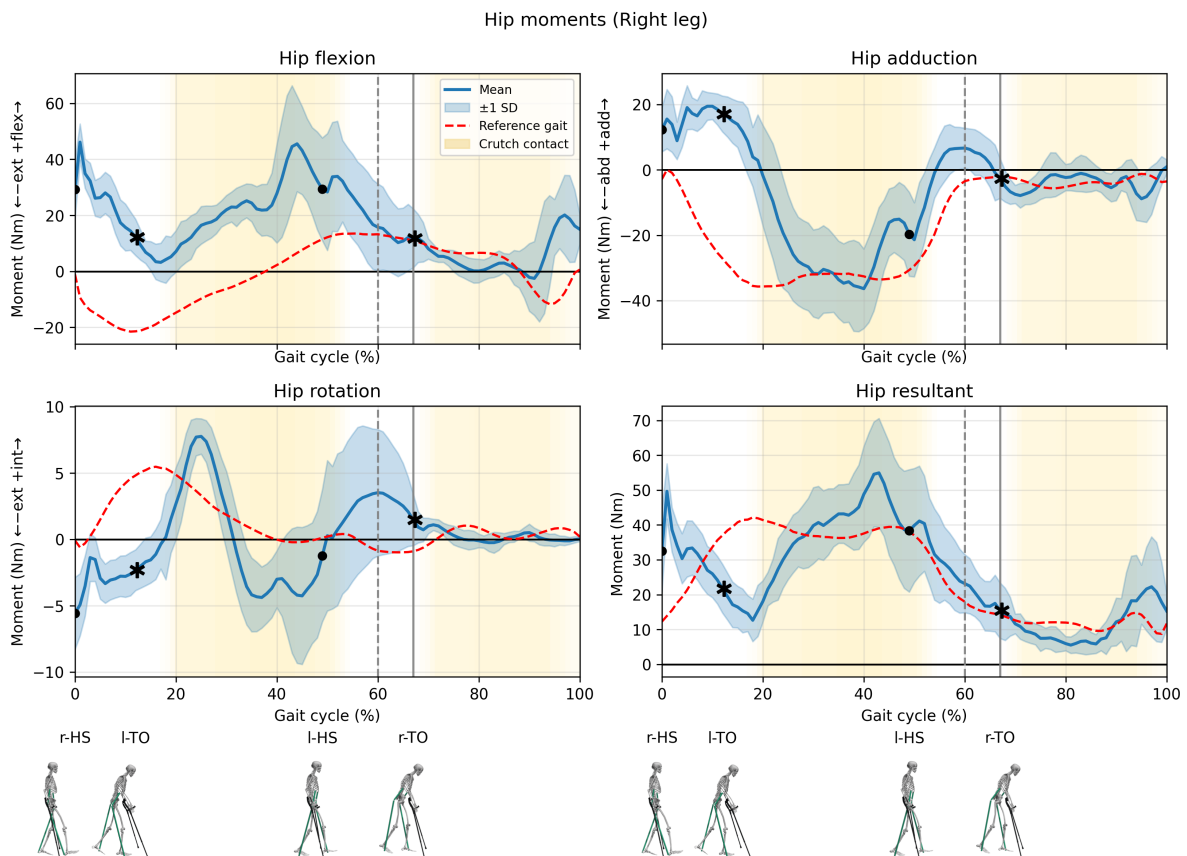 Hip moments (Right leg)
Hip flexion
Moment (Nm) ←−ext +flex→
60
40
20
0
−20
Mean
±1 SD
Reference gait
Crutch contact
Gait cycle (%)
Hip adduction
Moment (Nm) ←−abd +add→
20
0
−20
−40
Gait cycle (%)
Hip rotation
Moment (Nm) ←−ext +int→
10
5
0
−5
−10
0 20 40 60 80 100
Gait cycle (%)
Hip resultant
Moment (Nm)
70
60
50
40
30
20
10
0
0 20 40 60 80 100
Gait cycle (%)
r-HS l-TO l-HS r-TO
r-HS l-TO l-HS r-TO